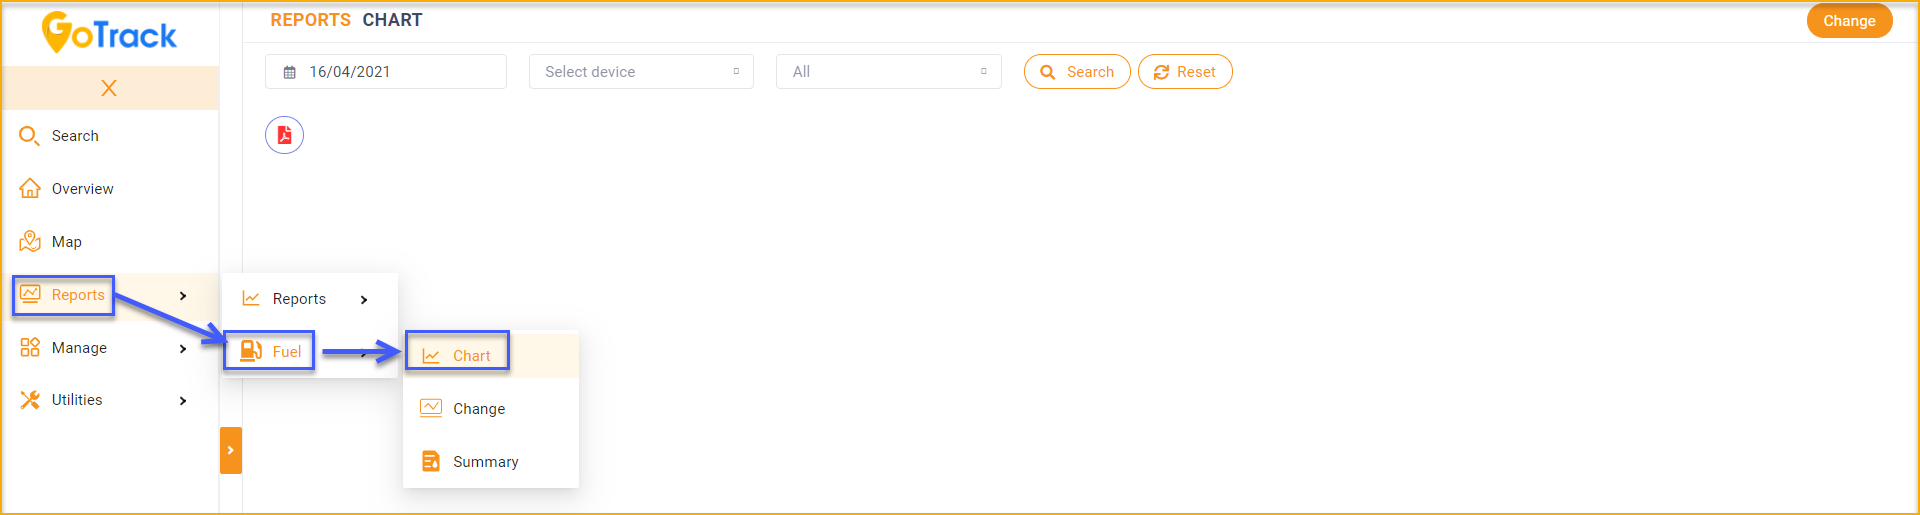 GoTrack
REPORTS CHART
Change
16/04/2021
Select device
All
Search
Reset
X
Search
Overview
Map
Reports
Manage
Utilities
Reports
Fuel
Chart
Change
Summary